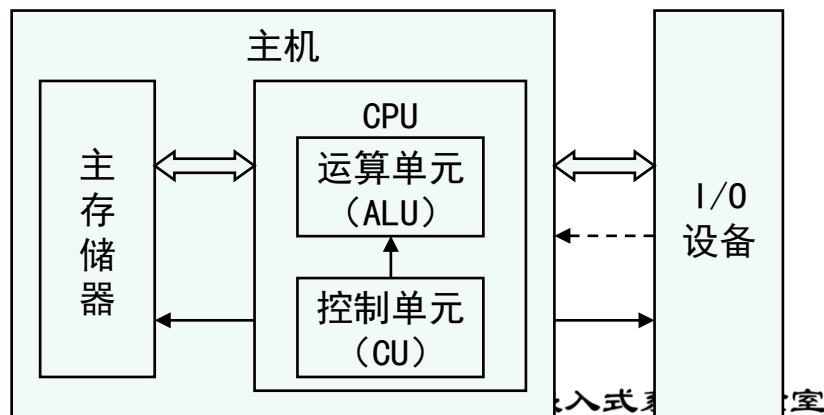 主机
主存储器
CPU
运算单元
（ALU）
控制单元
（CU）
I/O
设备
入式
室